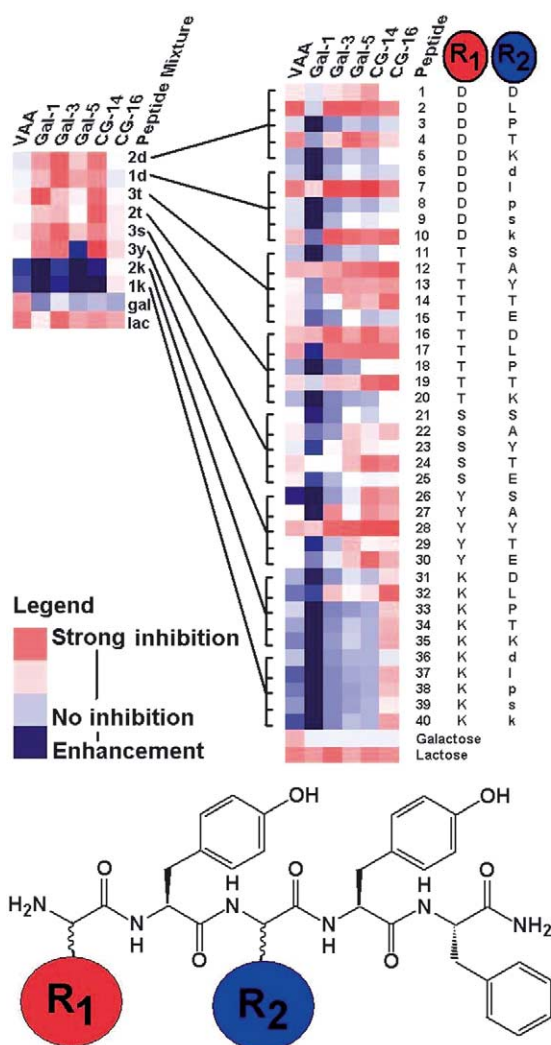 VAA
Gal-1
Gal-3
Gal-5
CG-14
CG-16
Peptide Mixture
2d
1d
3t
2t
3s
3y
2k
1k
gal
lac
VAA
Gal-1
Gal-3
Gal-5
CG-14
CG-16
Peptide
R1 R2
1 D D
2 D L
3 D P
4 D T
5 D K
6 D d
7 D l
8 D p
9 D s
10 D k
11 T S
12 T A
13 T Y
14 T T
15 T E
16 T D
17 T L
18 T P
19 T T
20 T K
21 S S
22 S A
23 S Y
24 S T
25 S E
26 Y S
27 Y A
28 Y Y
29 Y T
30 Y E
31 K D
32 K L
33 K P
34 K T
35 K K
36 K d
37 K l
38 K p
39 K s
40 K k
Galactose
Lactose
Legend
Strong inhibition
No inhibition
Enhancement
OH
OH
O
H
N
O
H
N
O
H2N
N
H
O
N
H
O
NH2
R1
R2